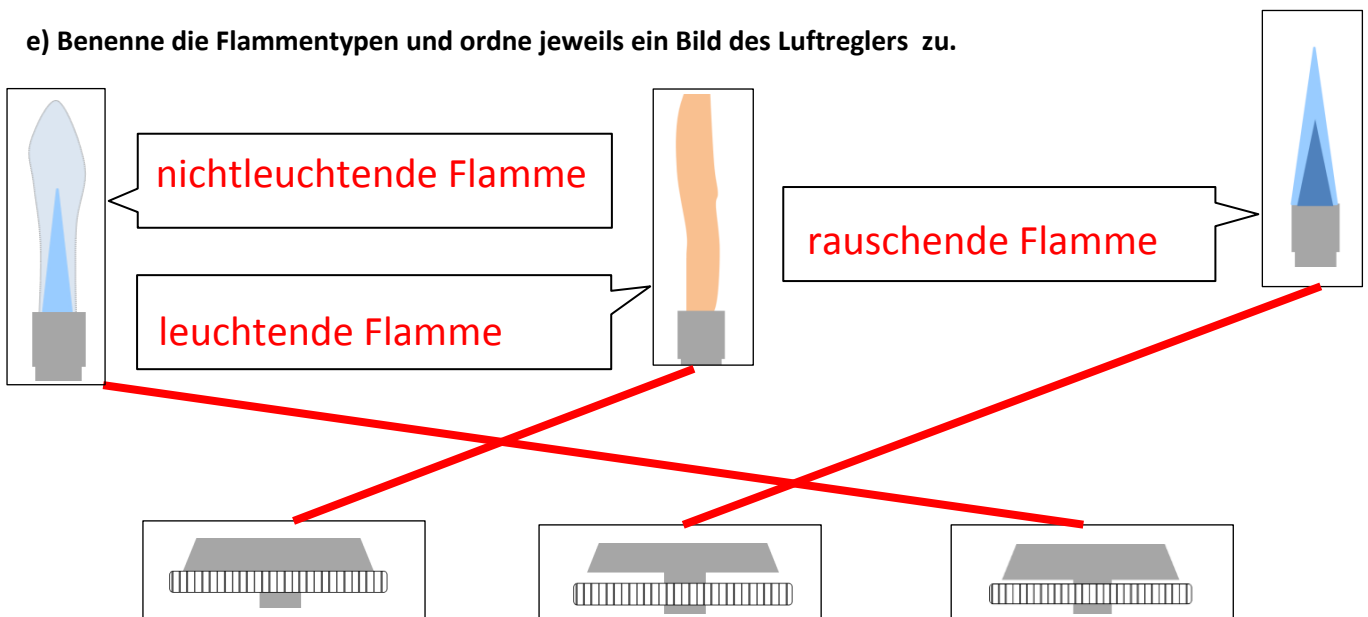 e) Benenne die Flammentypen und ordne jeweils ein Bild des Luftreglers zu.
nichtleuchtende Flamme
rauschende Flamme
leuchtende Flamme